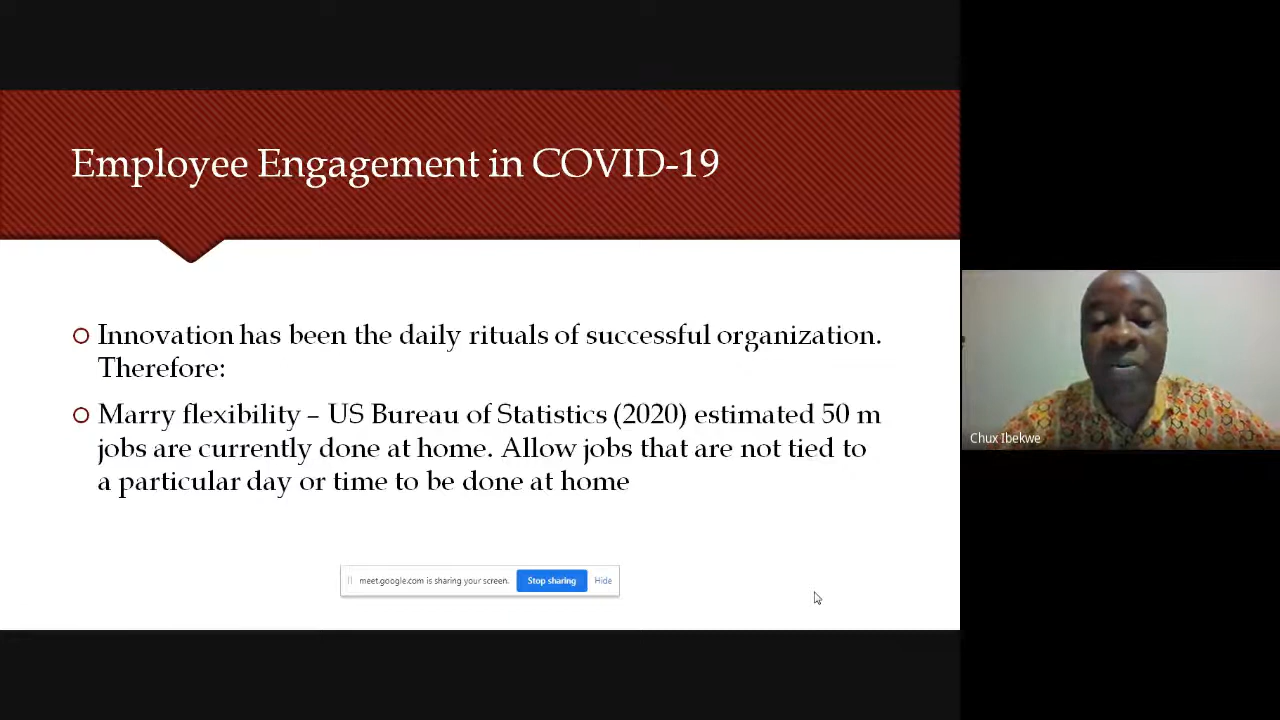 Employee Engagement in COVID-19
Innovation has been the daily rituals of successful organization.
Therefore:
Marry flexibility – US Bureau of Statistics (2020) estimated 50 m
jobs are currently done at home. Allow jobs that are not tied to
a particular day or time to be done at home
meet.google.com is sharing your screen. Stop sharing Hide
Chux Ibekwe